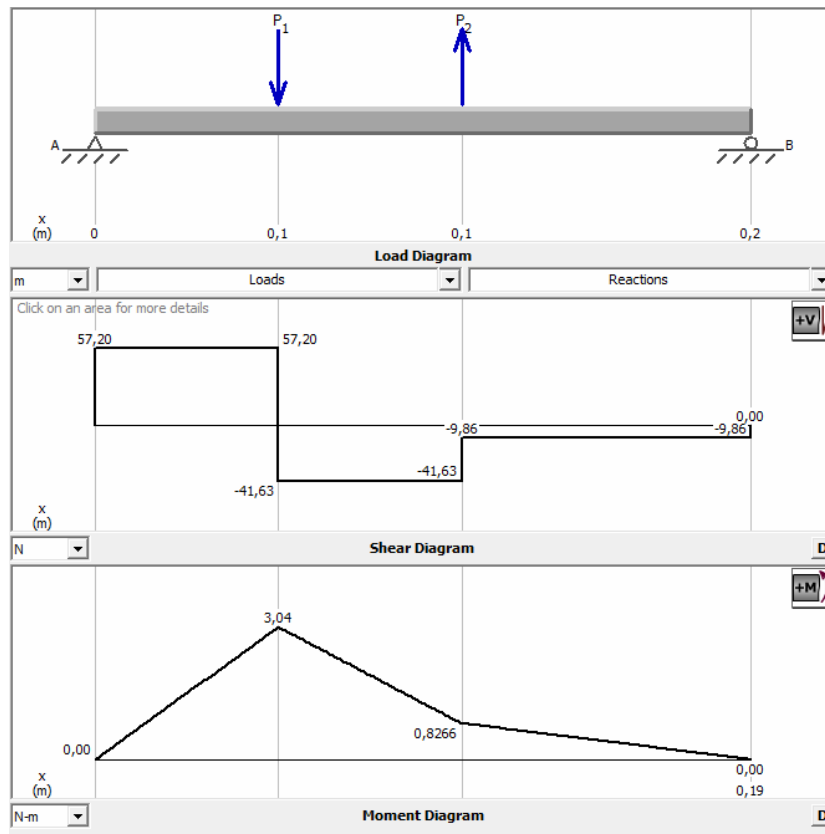 P1 P2
A B
x
(m) 0 0,1 0,1 0,2
Load Diagram
m Loads Reactions
Click on an area for more details
+V
57,20 57,20
0,00
-9,86 -9,86
-41,63 -41,63
x
(m)
N Shear Diagram D
+M
3,04
0,8266
0,00
0,00
x
(m) 0,19
N-m Moment Diagram D